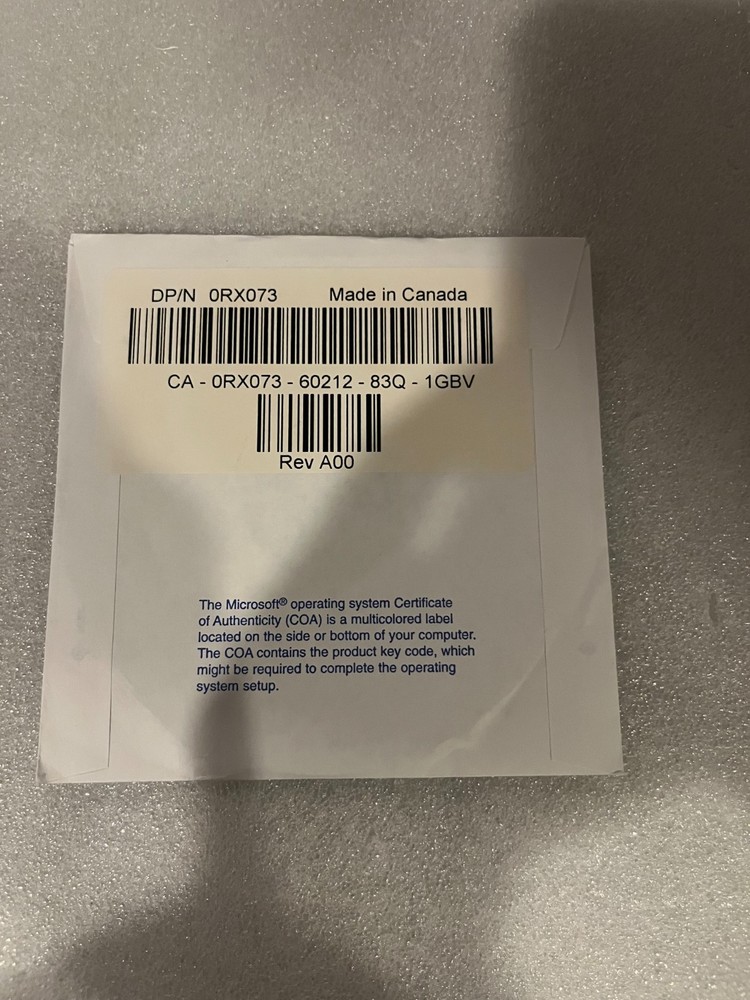 DP/N 0RX073 Made in Canada
CA - 0RX073 - 60212 - 83Q - 1GBV
Rev A00
The Microsoft® operating system Certificate
of Authenticity (COA) is a multicolored label
located on the side or bottom of your computer.
The COA contains the product key code, which
might be required to complete the operating
system setup.